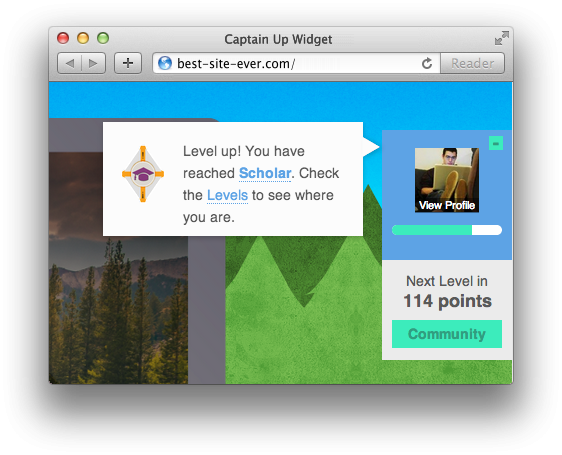 Captain Up Widget
best-site-ever.com/
Reader
Level up! You have
reached Scholar. Check
the Levels to see where
you are.
View Profile
Next Level in
114 points
Community